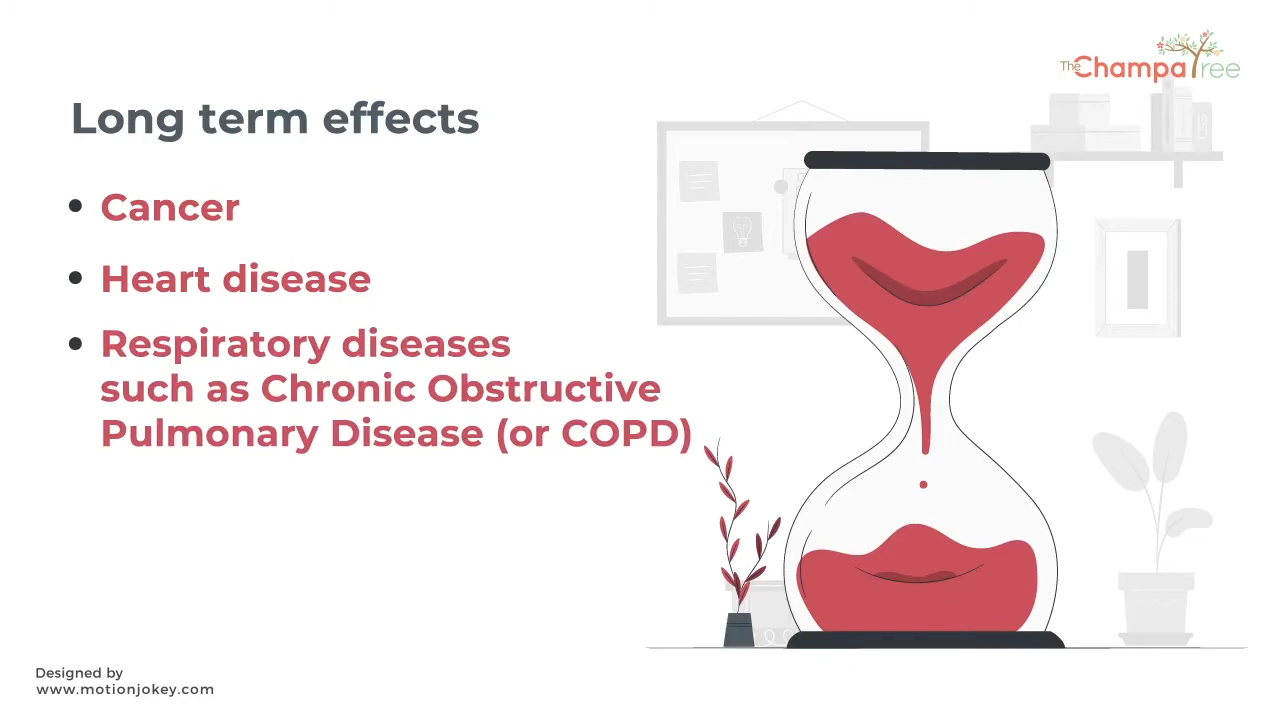 The Champa Tree
Long term effects
• Cancer
• Heart disease
• Respiratory diseases
such as Chronic Obstructive
Pulmonary Disease (or COPD)
Designed by
www.motionjokey.com